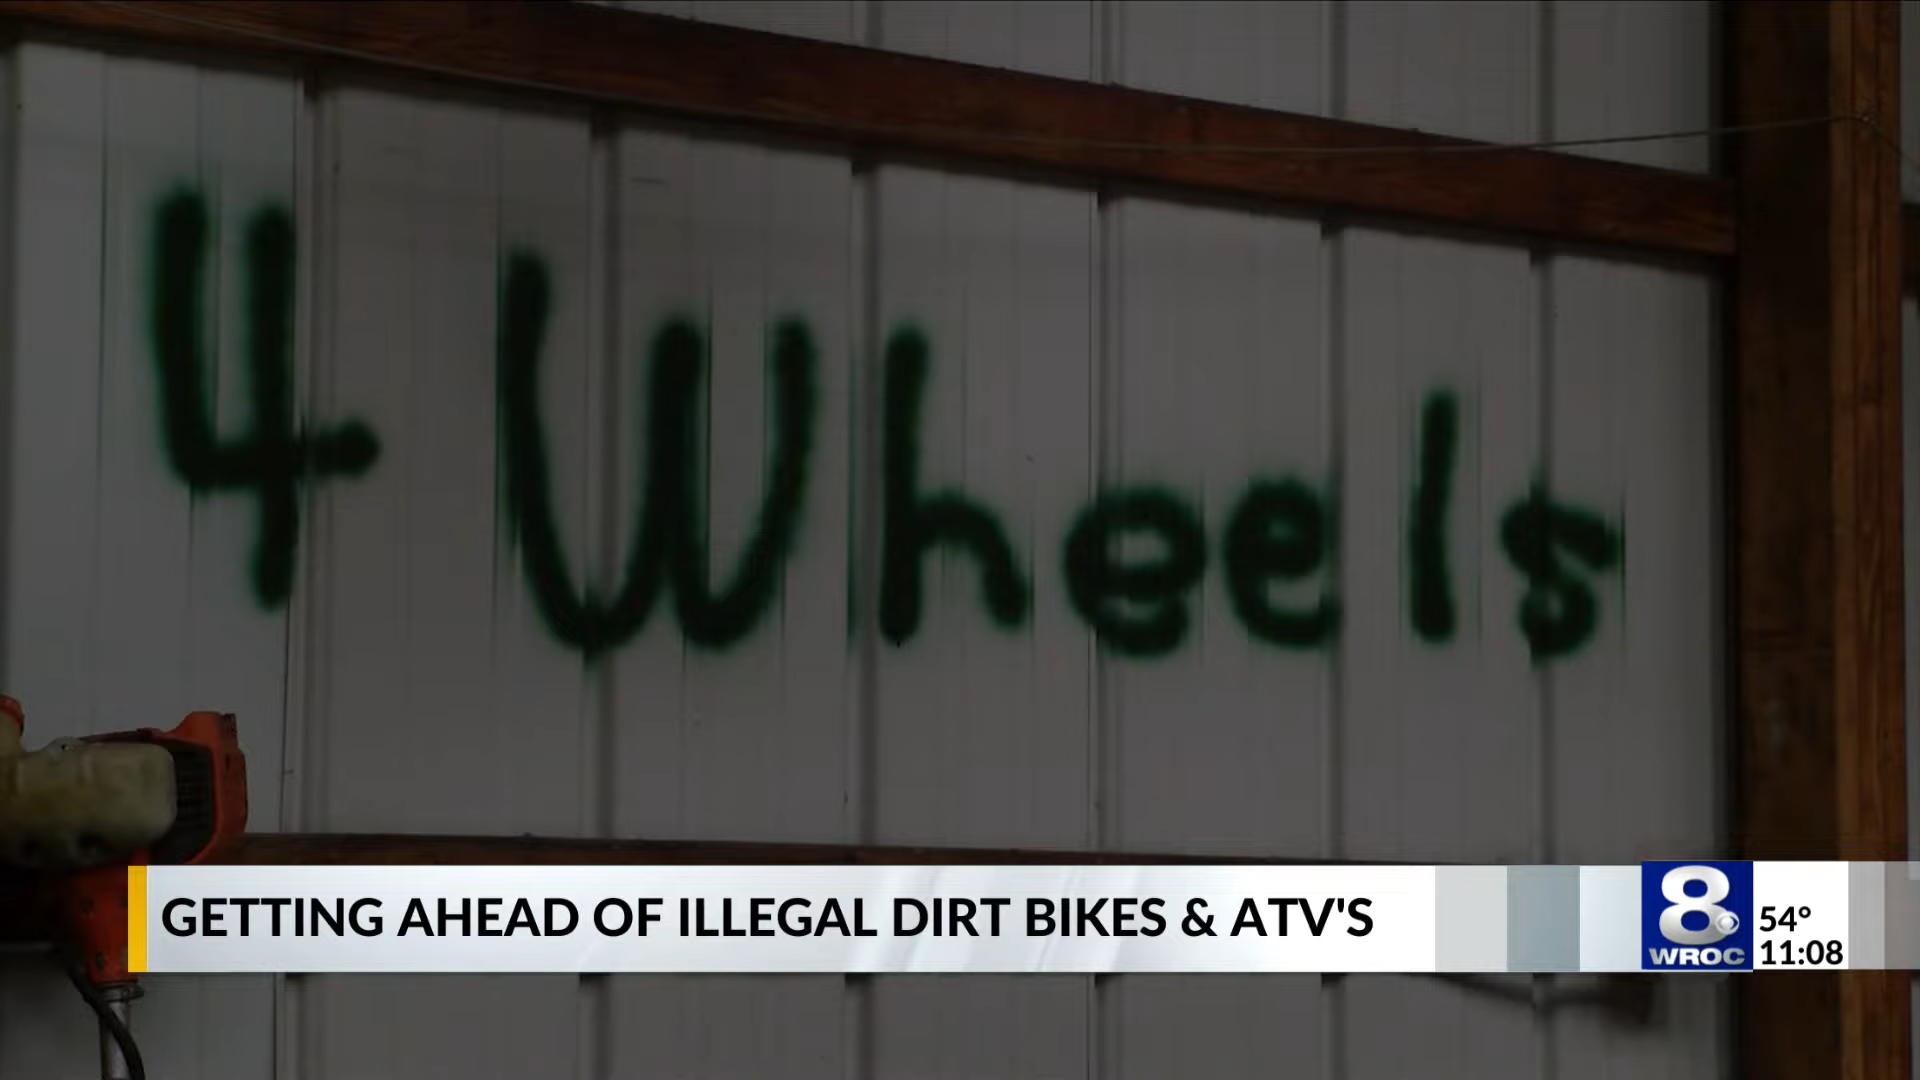 4 Wheels
GETTING AHEAD OF ILLEGAL DIRT BIKES & ATV'S
8
WROC
54°
11:08